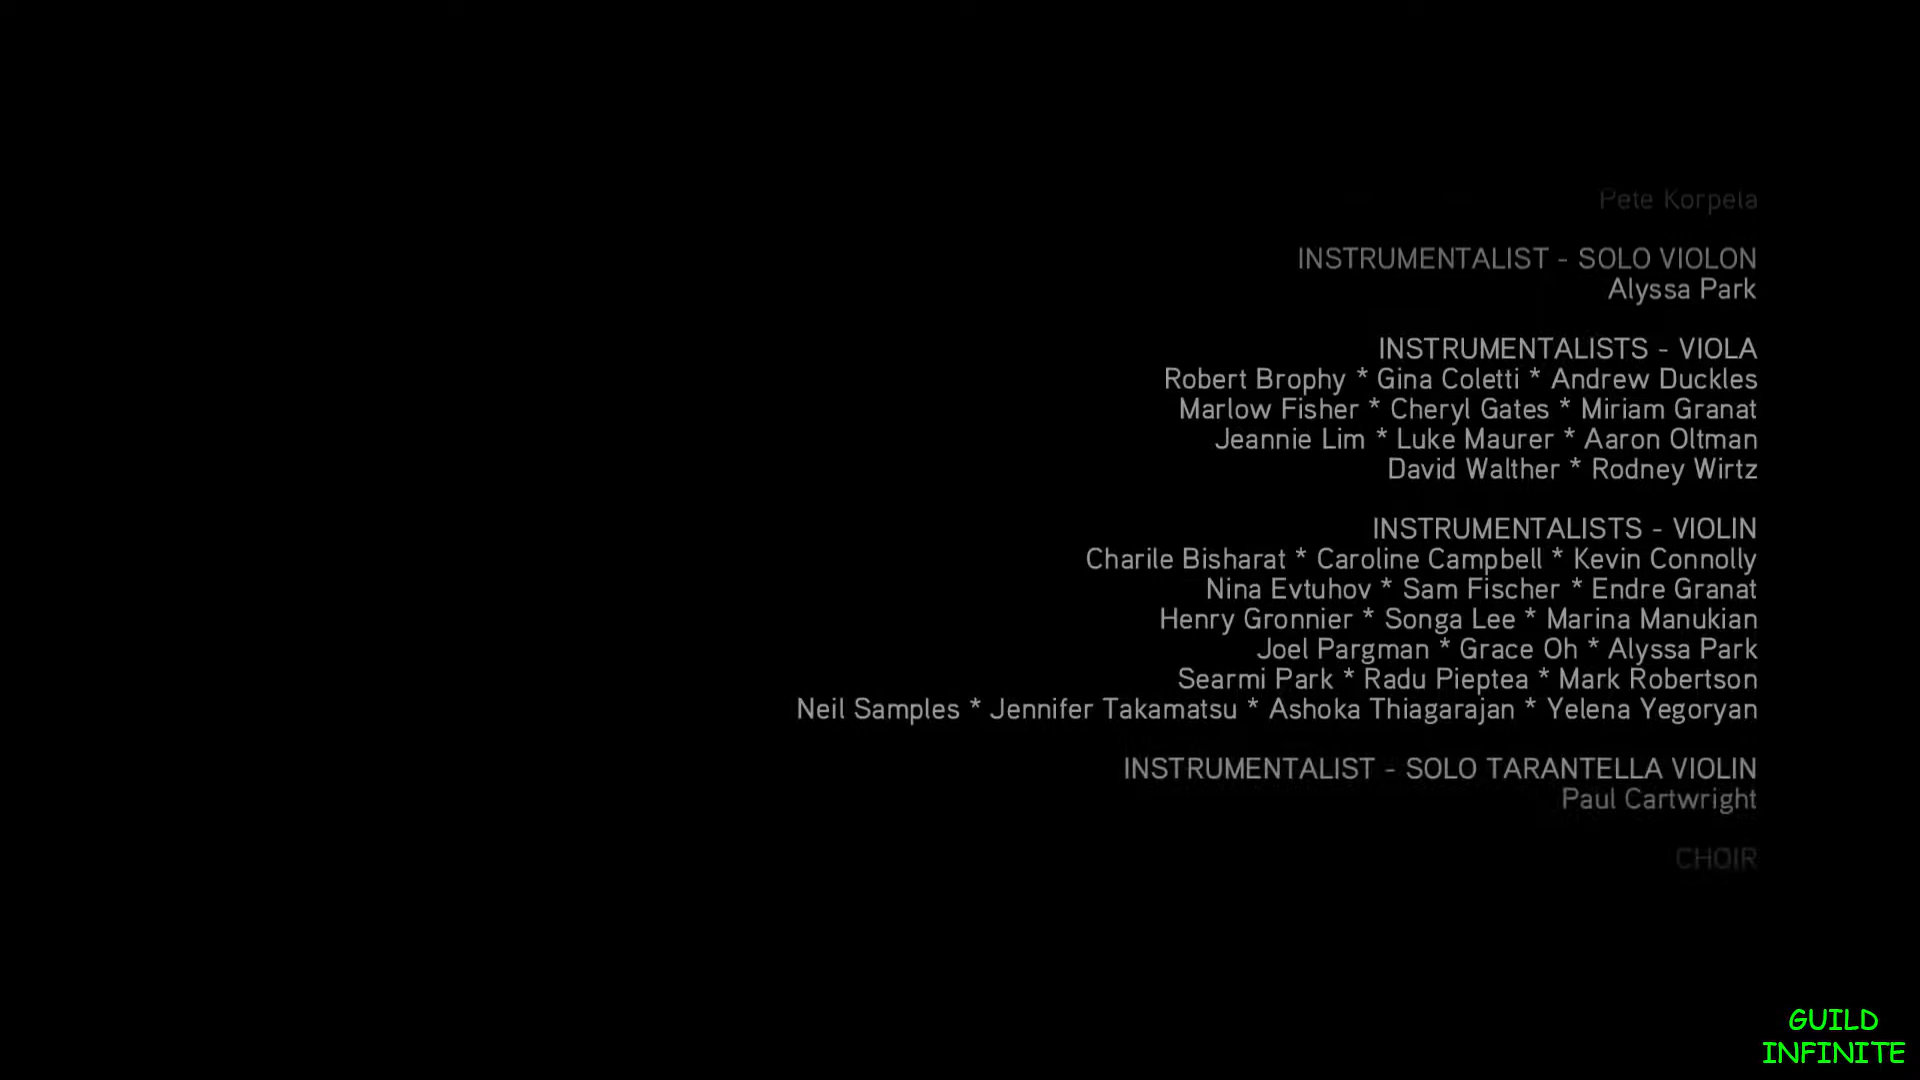 Pete Korpela
INSTRUMENTALIST - SOLO VIOLON
Alyssa Park
INSTRUMENTALISTS - VIOLA
Robert Brophy * Gina Coletti * Andrew Duckles
Marlow Fisher * Cheryl Gates * Miriam Granat
Jeannie Lim * Luke Maurer * Aaron Oltman
David Walther * Rodney Wirtz
INSTRUMENTALISTS - VIOLIN
Charile Bisharat * Caroline Campbell * Kevin Connolly
Nina Evtuhov * Sam Fischer * Endre Granat
Henry Gronnier * Songa Lee * Marina Manukian
Joel Pargman * Grace Oh * Alyssa Park
Searmi Park * Radu Pieptea * Mark Robertson
Neil Samples * Jennifer Takamatsu * Ashoka Thiagarajan * Yelena Yegoryan
INSTRUMENTALIST - SOLO TARANTELLA VIOLIN
Paul Cartwright
CHOIR
GUILD
INFINITE